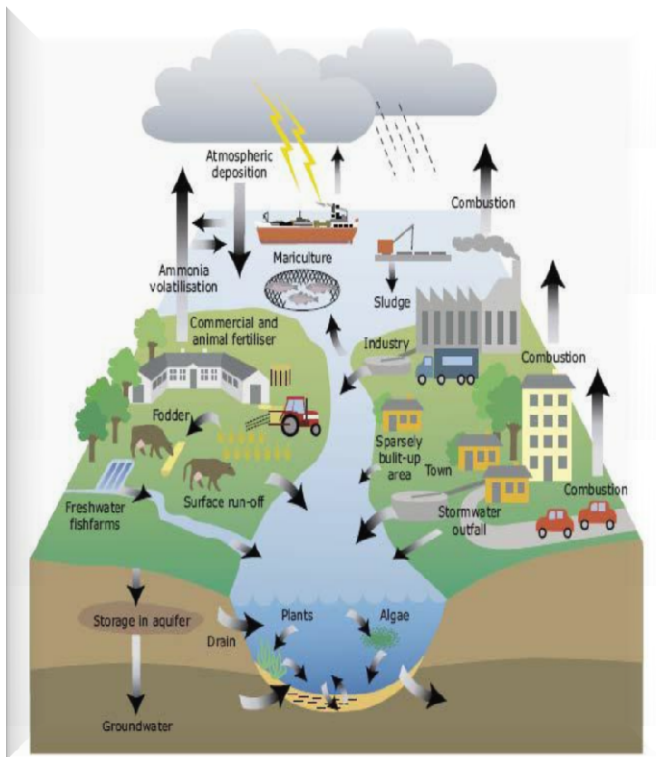 Atmospheric
deposition
Combustion
Mariculture
Ammonia
volatilisation
Sludge
Commercial and
animal fertiliser
Industry
Combustion
Fodder
Sparsely
bulit-up
area
Town
Combustion
Freshwater
fishfarms
Surface run-off
Stormwater
outfall
Plants
Algae
Storage in aquifer
Drain
Groundwater